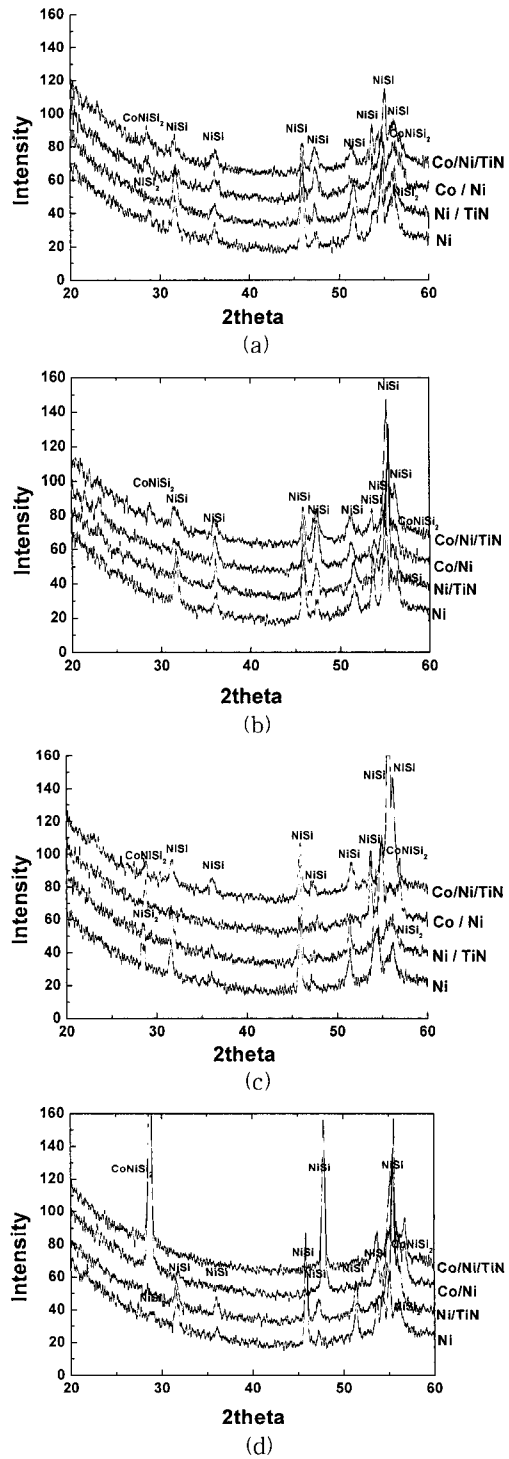 160
140
120
100
80
60
40
20
0
Intensity
CoNiSi2
NiSi
NiSi
NiSi
NiSi
NiSi
NiSi
NiSi
NiSi
CoNiSi2
NiSi2
NiSi2
Co/Ni/TiN
Co / Ni
Ni / TiN
Ni
20 30 40 50 60
2theta
(a)
160
140
120
100
80
60
40
20
0
Intensity
CoNiSi2
NiSi
NiSi
NiSi
NiSi
NiSi
NiSi
NiSi
NiSi
NiSi
CoNiSi2
NiSi
Co/Ni/TiN
Co/Ni
Ni/TiN
Ni
20 30 40 50 60
2theta
(b)
160
140
120
100
80
60
40
20
0
Intensity
CoNiSi2
NiSi
NiSi
NiSi
NiSi
NiSi
NiSi
NiSi
NiSi
CoNiSi2
NiSi2
NiSi2
Co/Ni/TiN
Co / Ni
Ni / TiN
Ni
20 30 40 50 60
2theta
(c)
160
140
120
100
80
60
40
20
0
Intensity
CoNiSi2
NiSi
NiSi
NiSi
NiSi
NiSi
NiSi
NiSi
NiSi
CoNiSi2
NiSi2
Co/Ni/TiN
Co/Ni
Ni/TiN
Ni
20 30 40 50 60
2theta
(d)